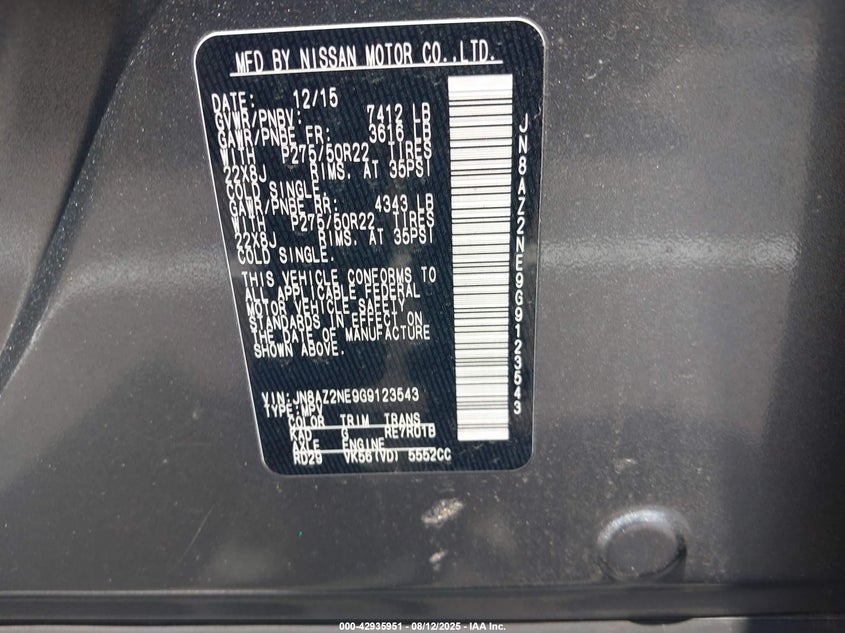 MFD BY NISSAN MOTOR CO.,LTD.
DATE: 12/15
GVWR/PNBV: 7412 LB
GAWR/PNBE FR: 3616 LB
WITH P275/50R22 TIRES
22X8J RIMS. AT 35PSI
COLD SINGLE.
GAWR/PNBE RR: 4343 LB
WITH P275/50R22 TIRES
22X8J RIMS. AT 35PSI
COLD SINGLE.
THIS VEHICLE CONFORMS TO
ALL APPLICABLE FEDERAL
MOTOR VEHICLE SAFETY
STANDARDS IN EFFECT ON
THE DATE OF MANUFACTURE
SHOWN ABOVE.
VIN:JN8AZ2NE9G9123543
TYPE:MPV
COLOR TRIM TRANS
KAD G RE7R01B
AXLE ENGINE
RD29 VK56(VD) 5552CC
JN8AZ2NE9G9123543
000-42935951 - 08/12/2025 - IAA Inc.